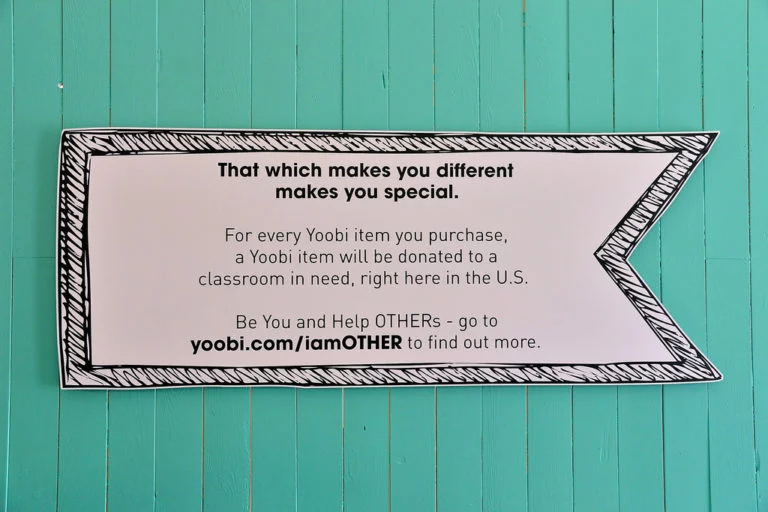 That which makes you different
makes you special.
For every Yoobi item you purchase,
a Yoobi item will be donated to a
classroom in need, right here in the U.S.
Be You and Help OTHERs - go to
yoobi.com/iamOTHER to find out more.